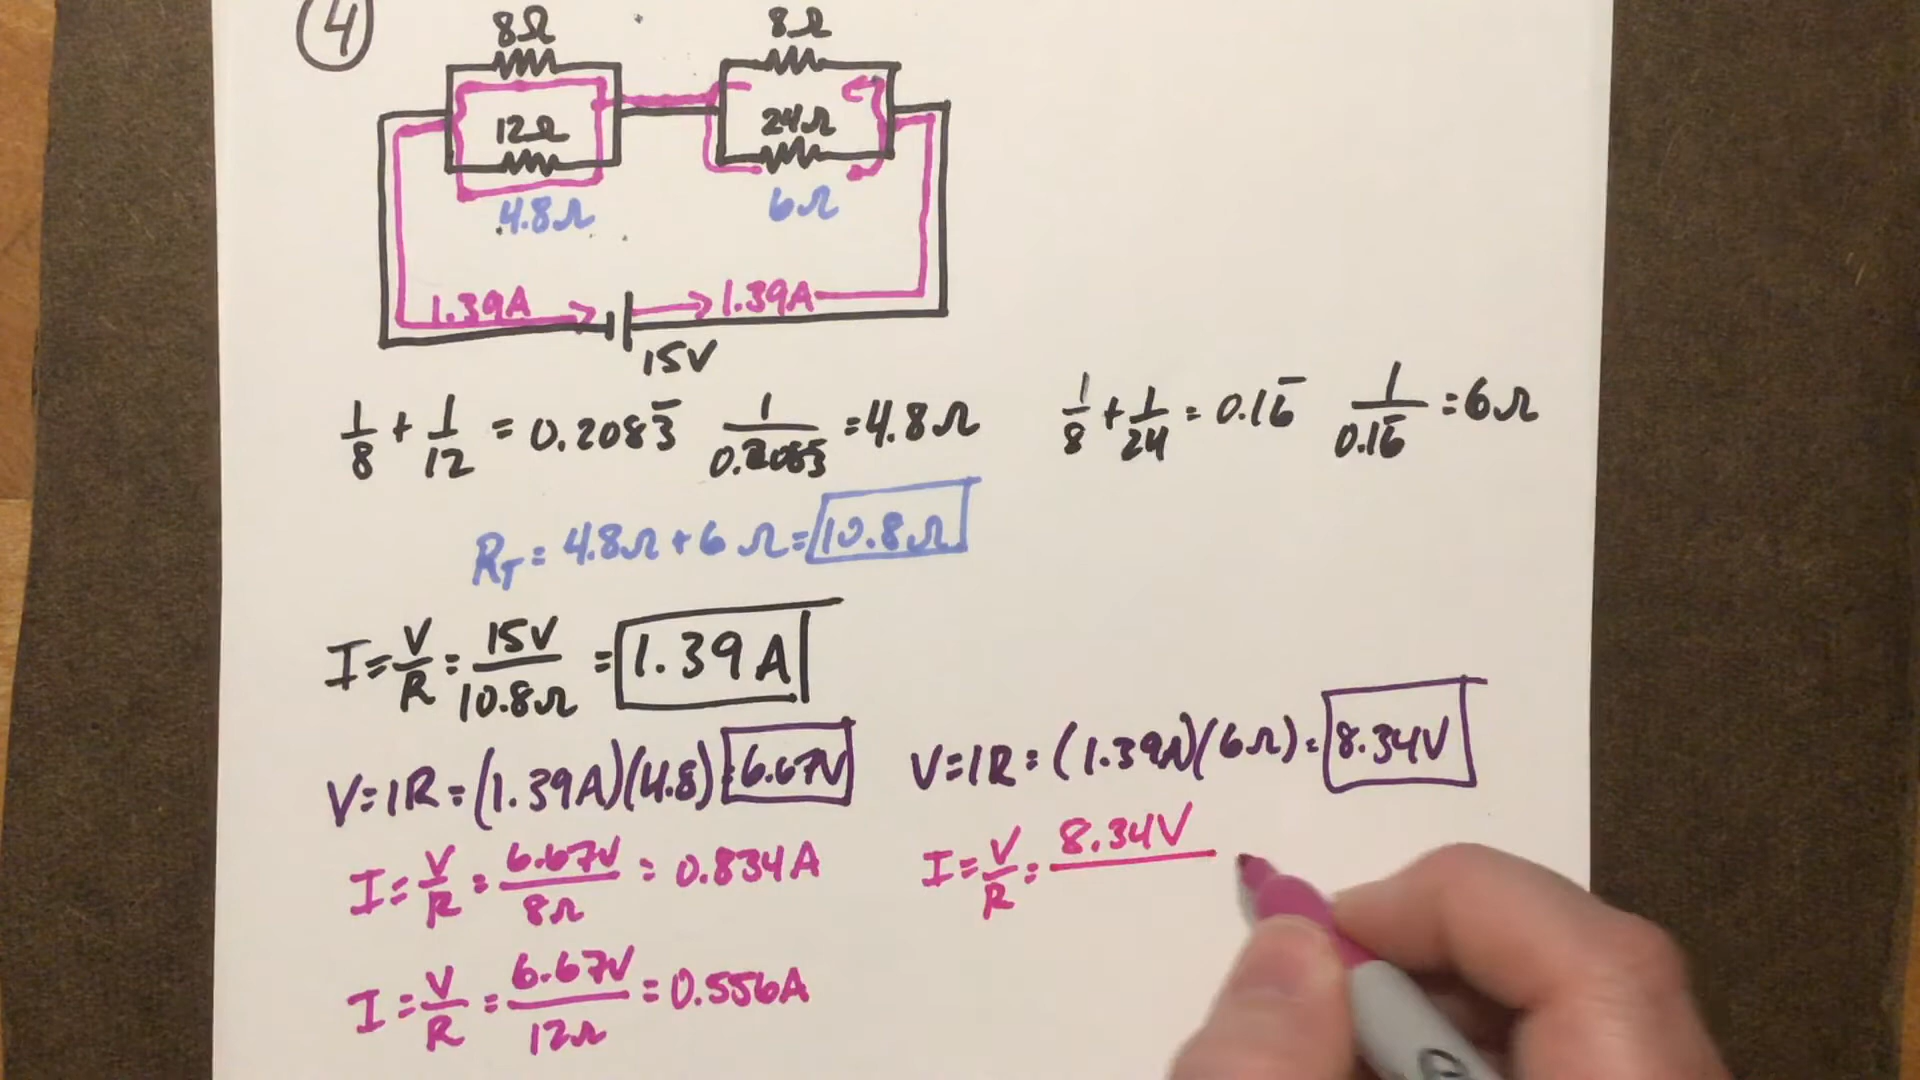 4
8Ω 8Ω
12Ω 24Ω
4.8Ω 6Ω
1.39A 1.39A
15V
1/8 + 1/12 = 0.2083̅ 1/0.2083̅ = 4.8Ω 1/8 + 1/24 = 0.16̅ 1/0.16̅ = 6Ω
R_T = 4.8Ω + 6Ω = 10.8Ω
I = V/R = 15V/10.8Ω = 1.39A
V = IR = (1.39A)(4.8) = 6.67V V = IR = (1.39A)(6Ω) = 8.34V
I = V/R = 6.67V/8Ω = 0.834A I = V/R = 8.34V
I = V/R = 6.67V/12Ω = 0.556A